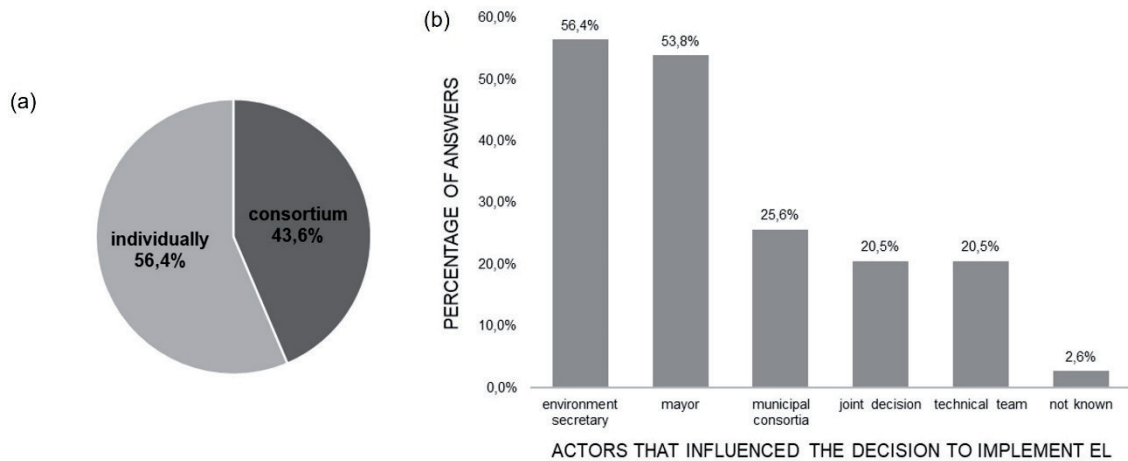 (a)
individually
56,4%
consortium
43,6%
(b)
PERCENTAGE OF ANSWERS
60,0%
50,0%
40,0%
30,0%
20,0%
10,0%
0,0%
56,4%
53,8%
25,6%
20,5%
20,5%
2,6%
environment
secretary
mayor
municipal
consortia
joint decision
technical team
not known
ACTORS THAT INFLUENCED THE DECISION TO IMPLEMENT EL